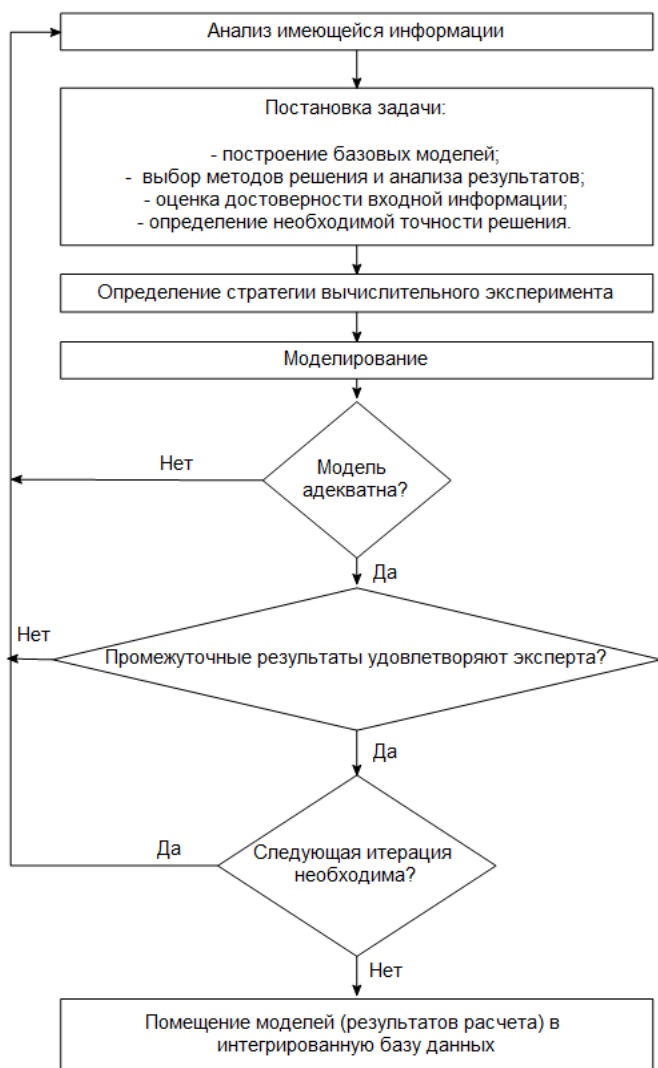 Анализ имеющейся информации
Постановка задачи:
- построение базовых моделей;
- выбор методов решения и анализа результатов;
- оценка достоверности входной информации;
- определение необходимой точности решения.
Определение стратегии вычислительного эксперимента
Моделирование
Нет
Модель
адекватна?
Да
Нет
Промежуточные результаты удовлетворяют эксперта?
Да
Да
Следующая итерация
необходима?
Нет
Помещение моделей (результатов расчета) в
интегрированную базу данных